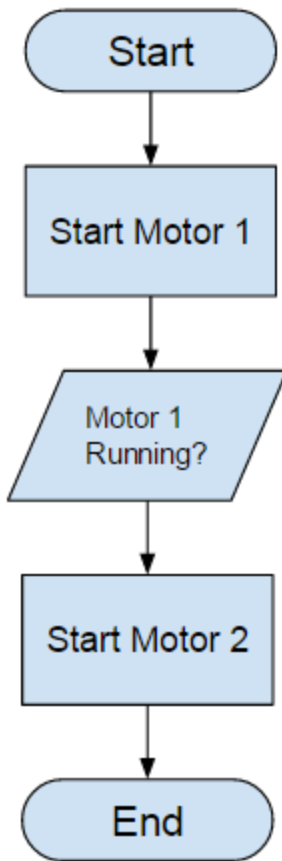 Start
Start Motor 1
Motor 1
Running?
Start Motor 2
End